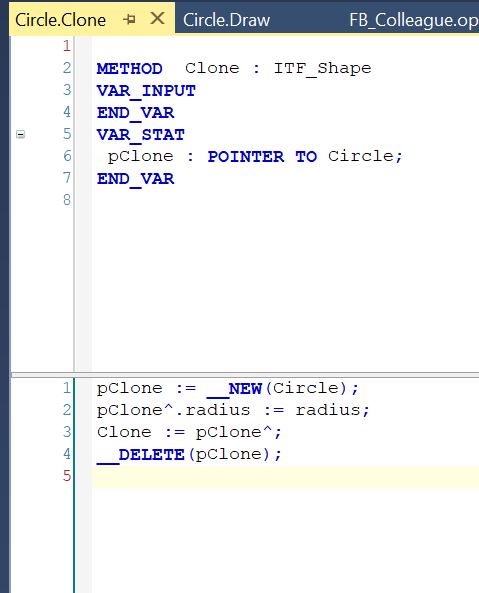 Circle.Clone Circle.Draw FB_Colleague.op
1
2 METHOD Clone : ITF_Shape
3 VAR_INPUT
4 END_VAR
5 VAR_STAT
6 pClone : POINTER TO Circle;
7 END_VAR
8
1 pClone := __NEW(Circle);
2 pClone^.radius := radius;
3 Clone := pClone^;
4 __DELETE(pClone);
5